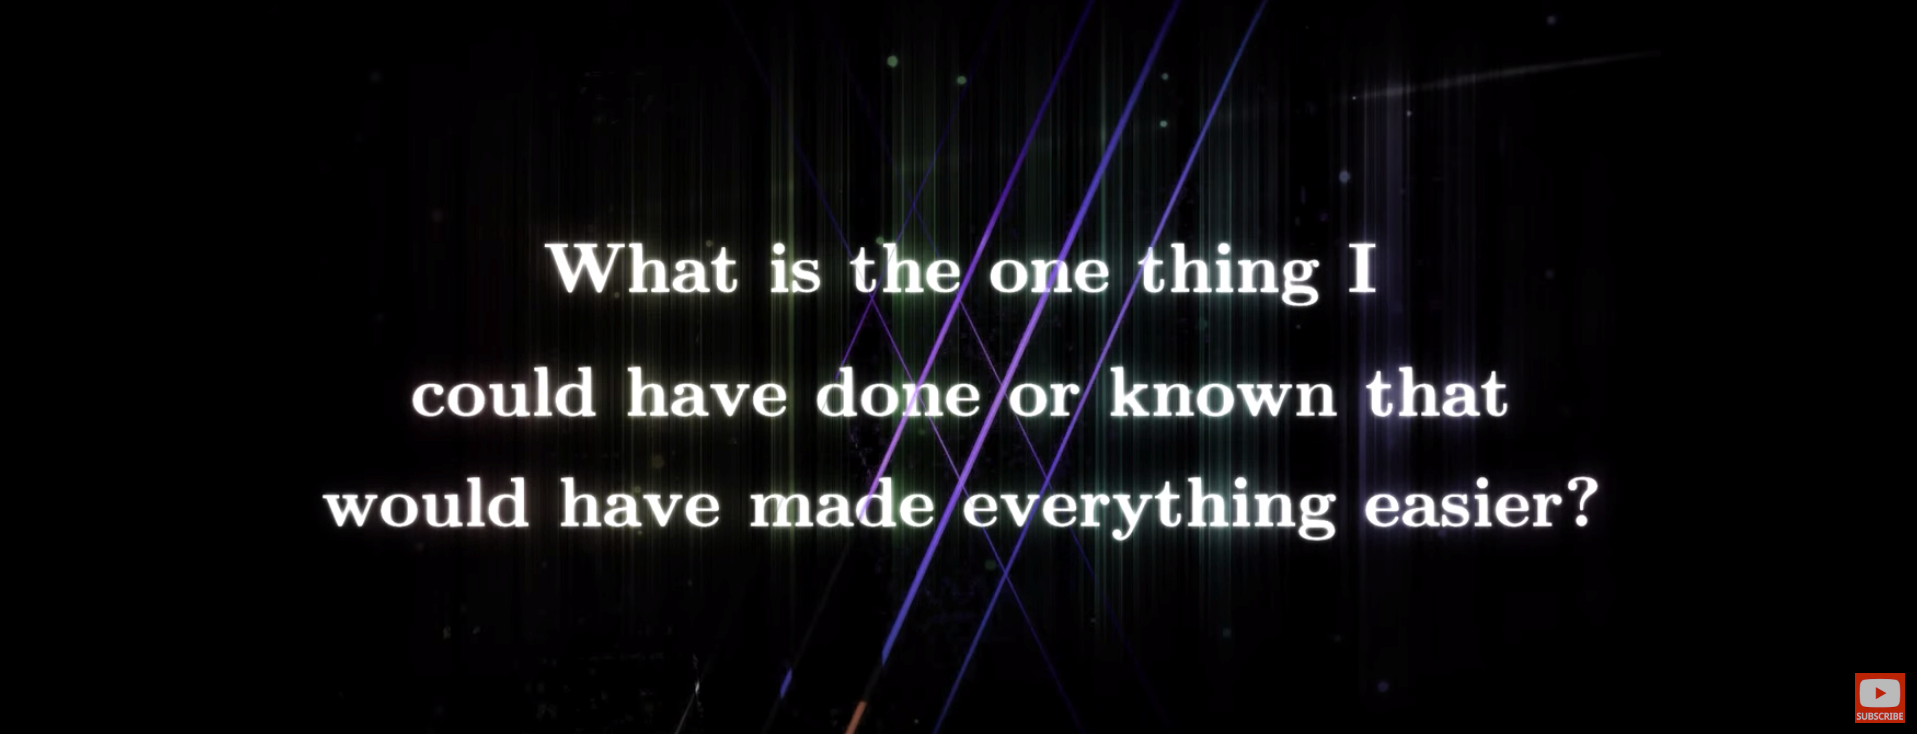 What is the one thing I
could have done or known that
would have made everything easier?
SUBSCRIBE